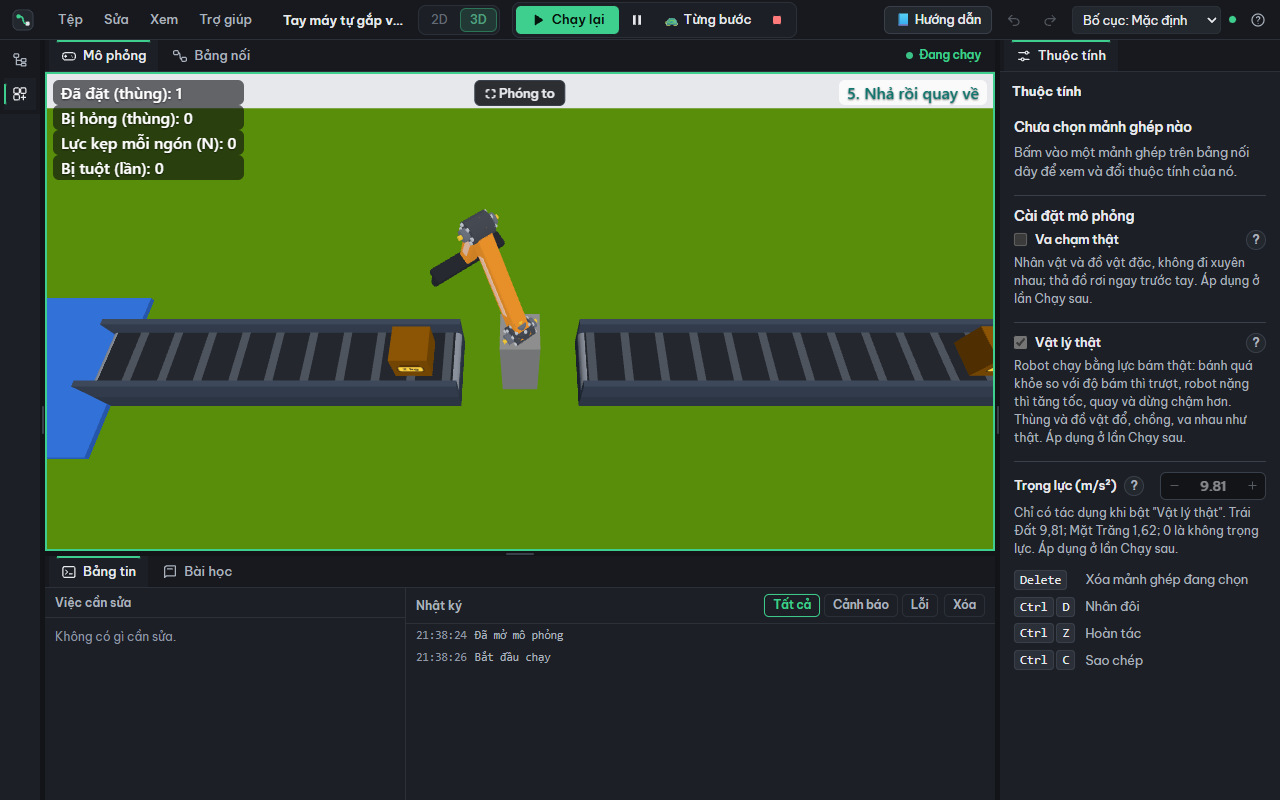 Tệp Sửa Xem Trợ giúp Tay máy tự gắp v... 2D 3D Chạy lại Từng bước Hướng dẫn Bố cục: Mặc định
Mô phỏng Bảng nối Đang chạy
Đã đặt (thùng): 1
Bị hỏng (thùng): 0
Lực kẹp mỗi ngón (N): 0
Bị tuột (lần): 0
Phóng to
5. Nhả rồi quay về
Bảng tin Bài học
Việc cần sửa
Không có gì cần sửa.
Nhật ký Tất cả Cảnh báo Lỗi Xóa
21:38:24 Đã mở mô phỏng
21:38:26 Bắt đầu chạy
Thuộc tính
Thuộc tính
Chưa chọn mảnh ghép nào
Bấm vào một mảnh ghép trên bảng nối
dây để xem và đổi thuộc tính của nó.
Cài đặt mô phỏng
Va chạm thật ?
Nhân vật và đồ vật đặc, không đi xuyên
nhau; thả đồ rơi ngay trước tay. Áp dụng ở
lần Chạy sau.
Vật lý thật ?
Robot chạy bằng lực bám thật: bánh quá
khỏe so với độ bám thì trượt, robot nặng
thì tăng tốc, quay và dừng chậm hơn.
Thùng và đồ vật đổ, chồng, va nhau như
thật. Áp dụng ở lần Chạy sau.
Trọng lực (m/s²) ? − 9.81 +
Chỉ có tác dụng khi bật "Vật lý thật". Trái
Đất 9,81; Mặt Trăng 1,62; 0 là không trọng
lực. Áp dụng ở lần Chạy sau.
Delete Xóa mảnh ghép đang chọn
Ctrl D Nhân đôi
Ctrl Z Hoàn tác
Ctrl C Sao chép